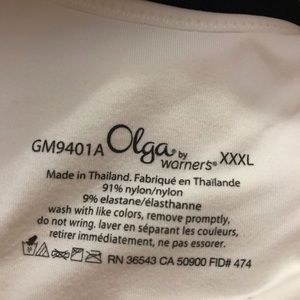 GM9401A Olga® by warner's® XXXL
Made in Thailand. Fabriqué en Thaïlande
91% nylon/nylon
9% elastane/élasthanne
wash with like colors, remove promptly,
do not wring. laver en séparant les couleurs,
retirer immédiatement, ne pas essorer.
RN 36543 CA 50900 FID# 474